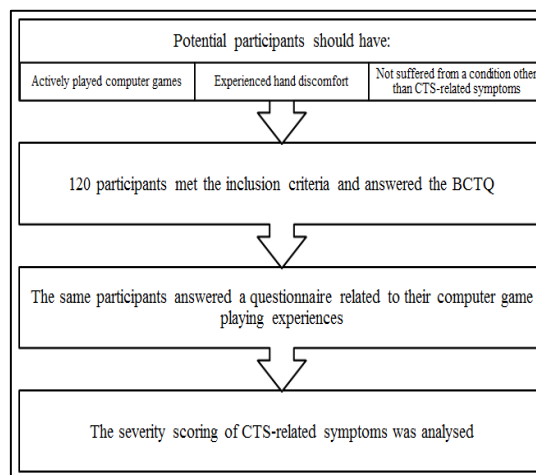 Potential participants should have:
Actively played computer games
Experienced hand discomfort
Not suffered from a condition other
than CTS-related symptoms
120 participants met the inclusion criteria and answered the BCTQ
The same participants answered a questionnaire related to their computer game
playing experiences
The severity scoring of CTS-related symptoms was analysed